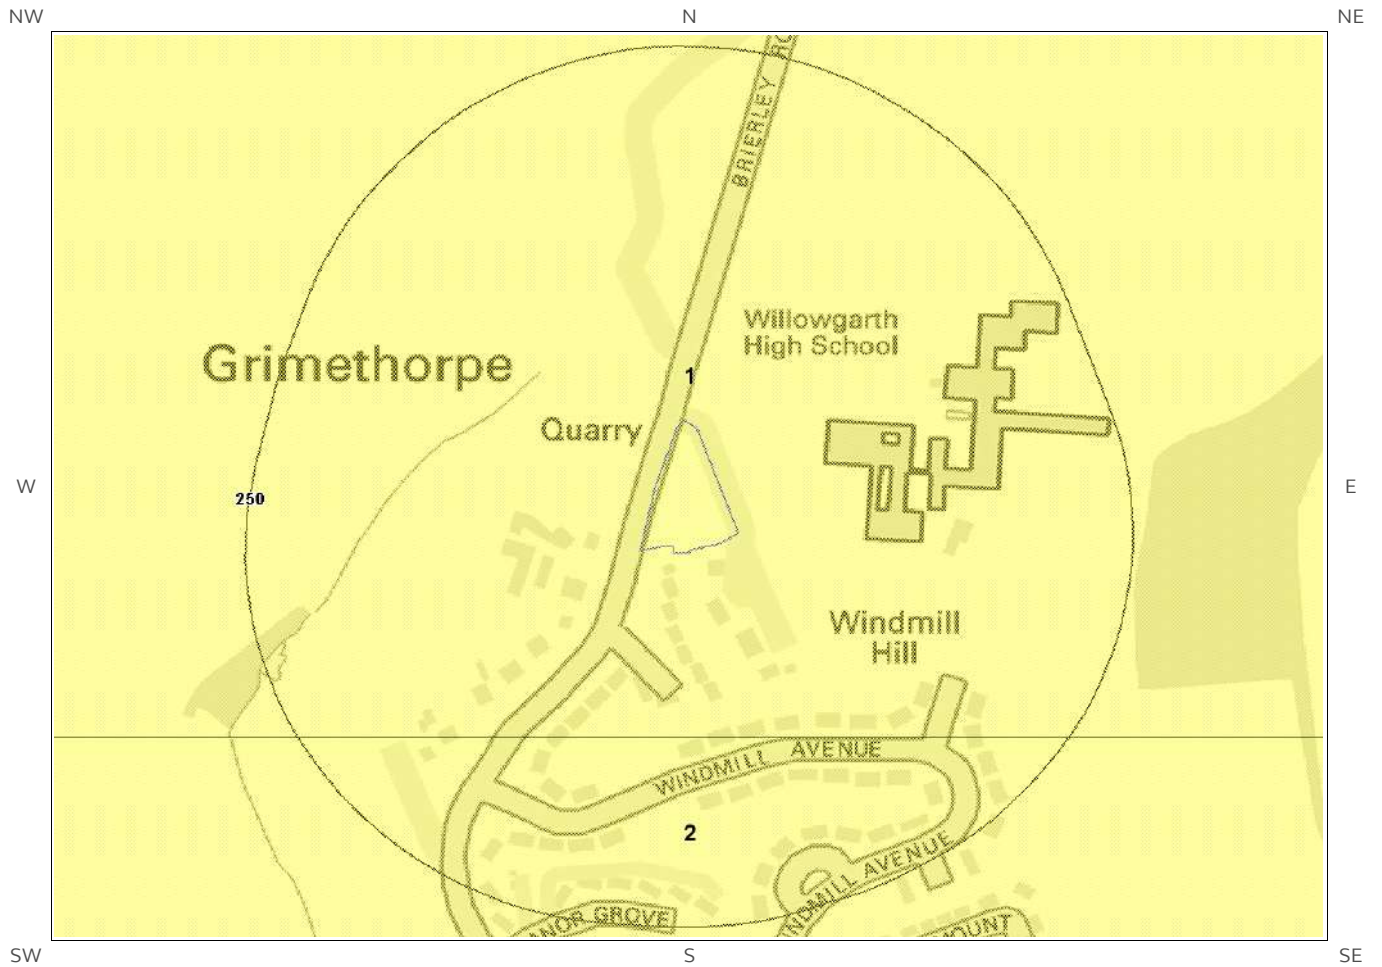 NW
N
NE
BRIERLEY
Willowgarth
High School
Grimethorpe
1
Quarry
W
E
250
Windmill
Hill
WINDMILL AVENUE
2
WINDMILL AVENUE
MANOR GROVE
MOUNT
SW
S
SE